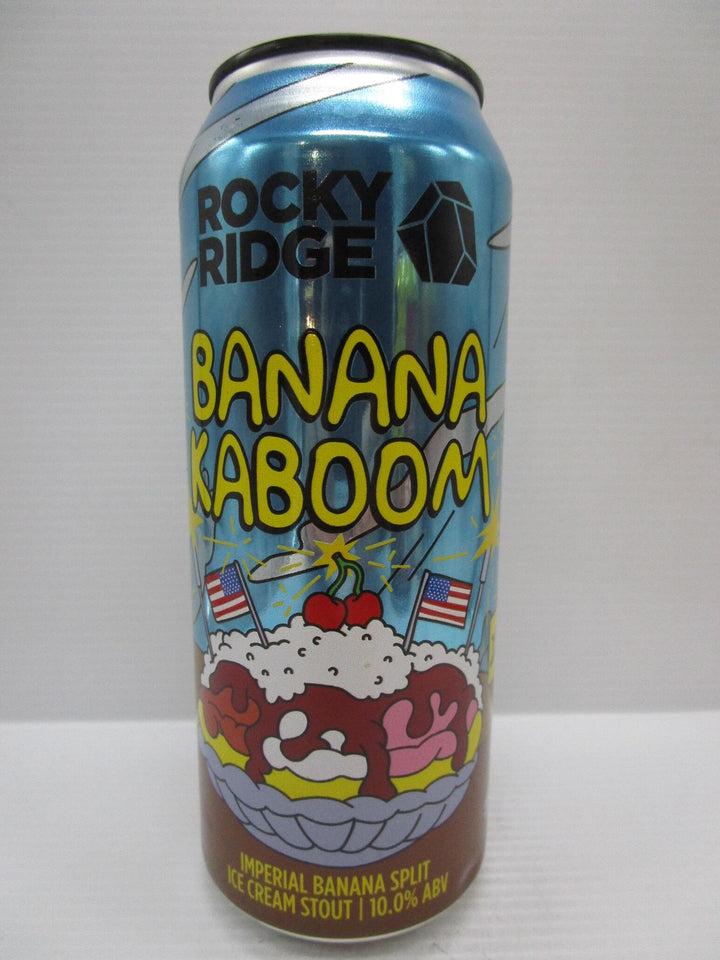 ROCKY
RIDGE
BANANA
KABOOM
IMPERIAL BANANA SPLIT
ICE CREAM STOUT | 10.0% ABV